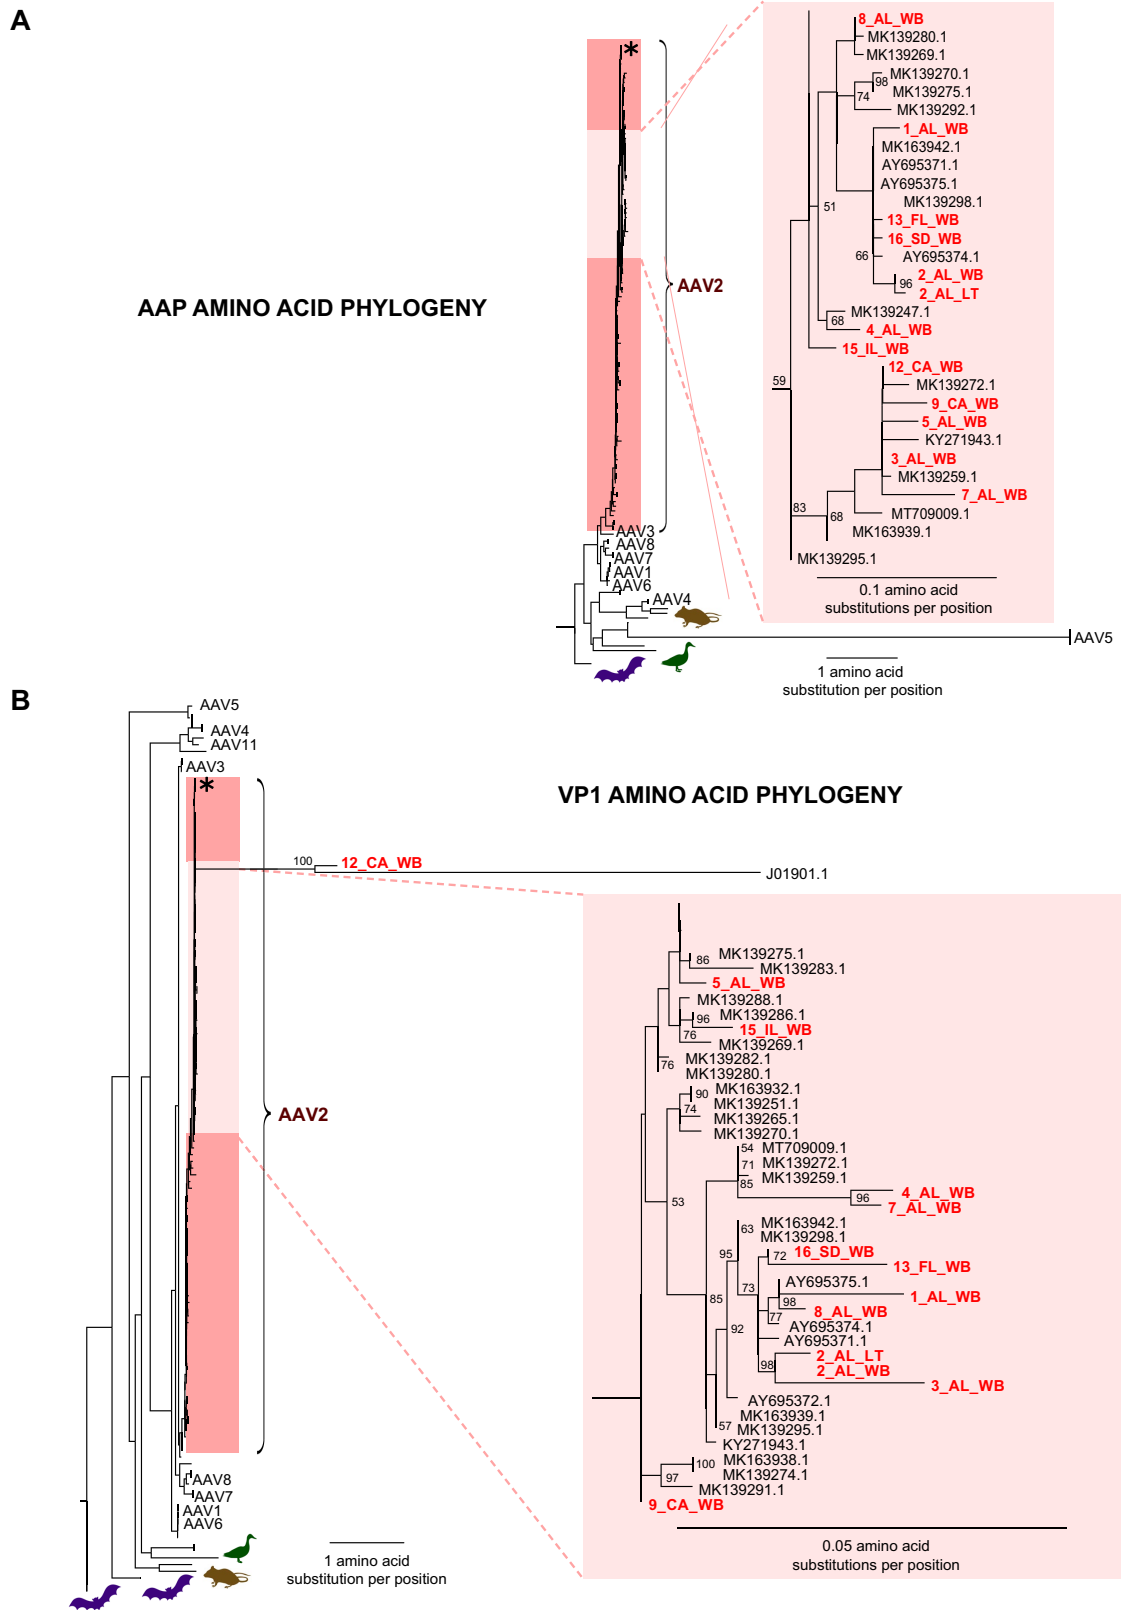 A
AAP AMINO ACID PHYLOGENY
*
AAV2
AAV3
AAV8
AAV7
AAV1
AAV6
AAV4
AAV5
1 amino acid
substitution per position
8_AL_WB
MK139280.1
MK139269.1
MK139270.1
98
MK139275.1
74
MK139292.1
1_AL_WB
MK163942.1
AY695371.1
AY695375.1
MK139298.1
51
13_FL_WB
16_SD_WB
66
AY695374.1
2_AL_WB
96
2_AL_LT
MK139247.1
68
4_AL_WB
15_IL_WB
12_CA_WB
59
MK139272.1
9_CA_WB
5_AL_WB
KY271943.1
3_AL_WB
MK139259.1
7_AL_WB
83
68
MT709009.1
MK163939.1
MK139295.1
0.1 amino acid
substitutions per position
B
VP1 AMINO ACID PHYLOGENY
AAV5
AAV4
AAV11
AAV3
*
100
12_CA_WB
J01901.1
AAV2
AAV8
AAV7
AAV1
AAV6
1 amino acid
substitution per position
MK139275.1
86
MK139283.1
5_AL_WB
MK139288.1
MK139286.1
96
15_IL_WB
76
MK139269.1
MK139282.1
76
MK139280.1
MK163932.1
90
MK139251.1
74
MK139265.1
MK139270.1
54
MT709009.1
71
MK139272.1
MK139259.1
85
4_AL_WB
96
7_AL_WB
53
MK163942.1
63
MK139298.1
95
16_SD_WB
72
13_FL_WB
AY695375.1
73
1_AL_WB
85
98
8_AL_WB
77
AY695374.1
92
AY695371.1
2_AL_LT
98
2_AL_WB
3_AL_WB
AY695372.1
MK163939.1
57
MK139295.1
KY271943.1
MK163938.1
100
MK139274.1
97
MK139291.1
9_CA_WB
0.05 amino acid
substitutions per position